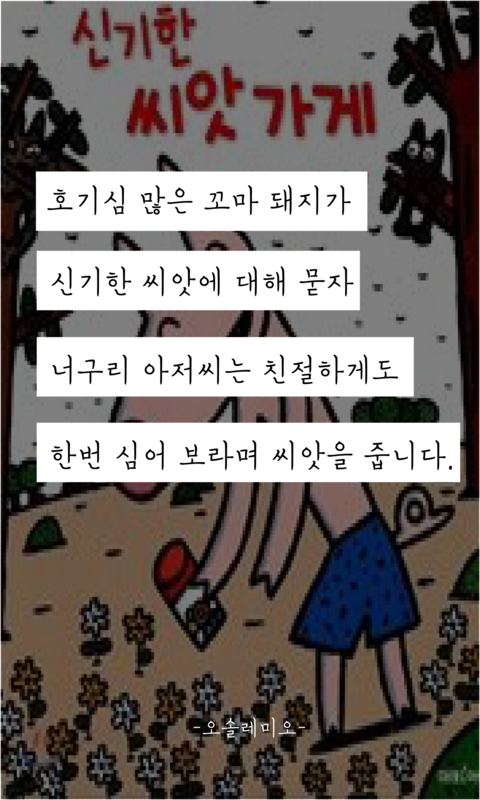 신기한
씨앗 가게
호기심 많은 꼬마 돼지가
신기한 씨앗에 대해 묻자
너구리 아저씨는 친절하게도
한번 심어 보라며 씨앗을 줍니다.
-오솔레미오-